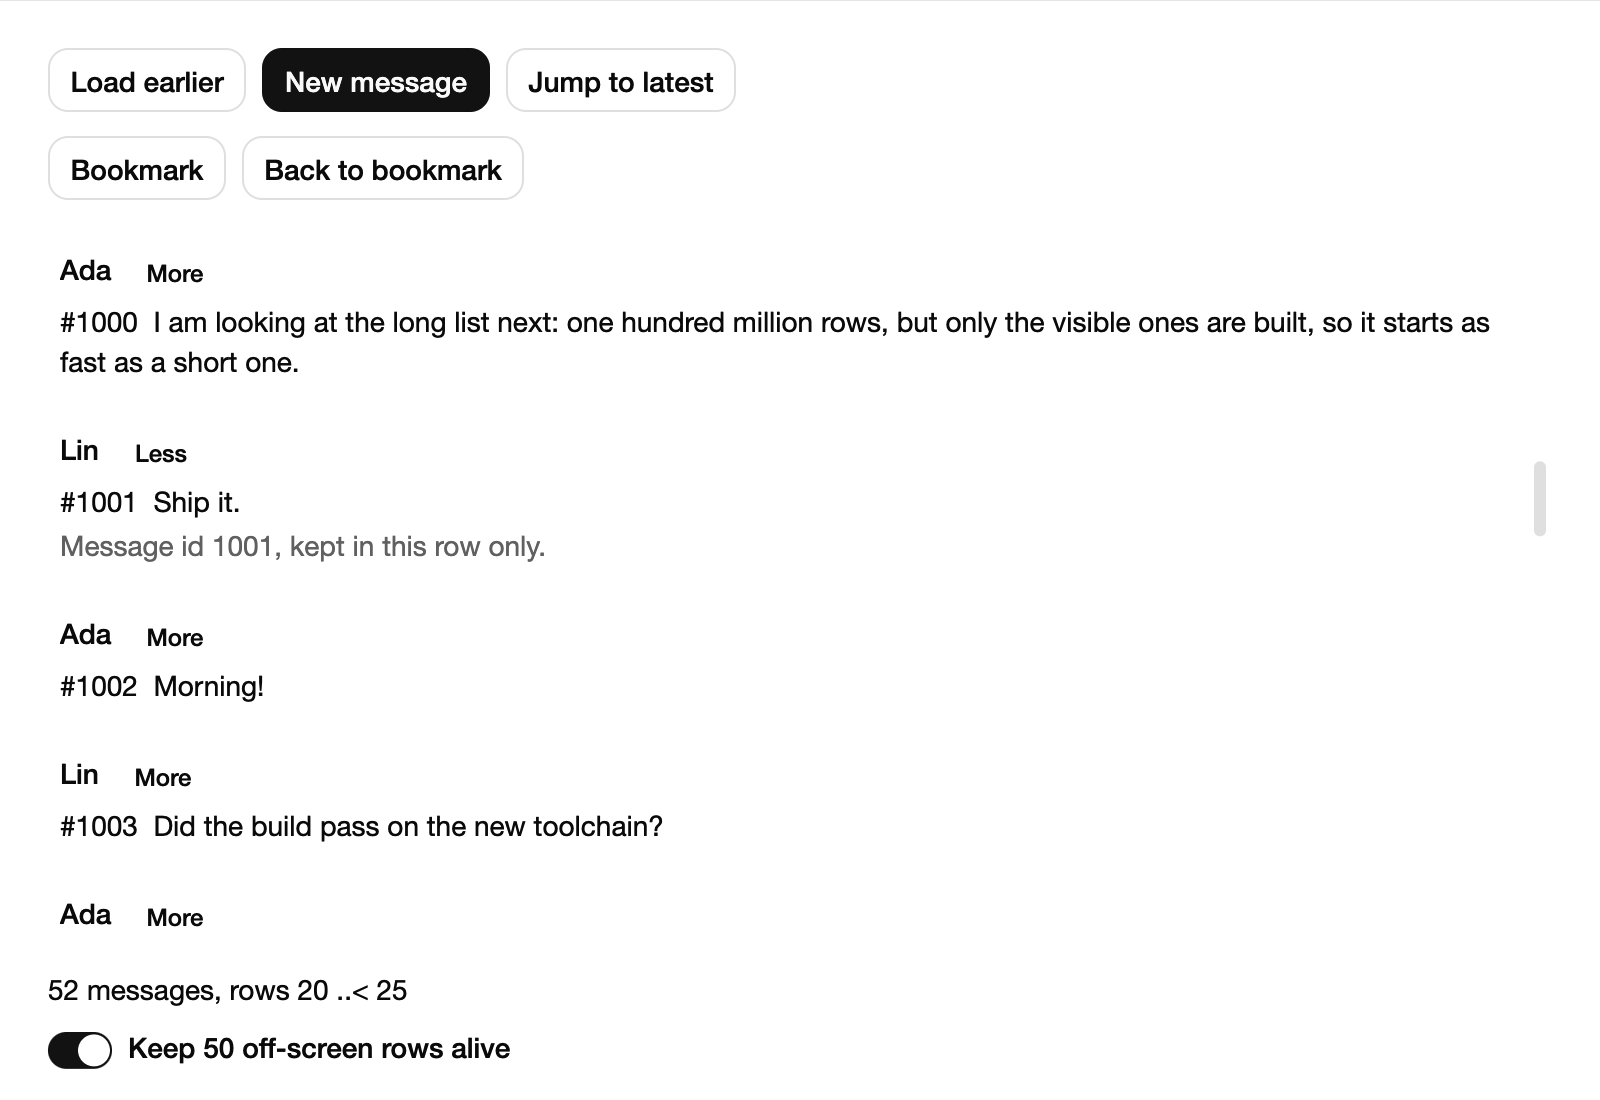 Load earlier New message Jump to latest
Bookmark Back to bookmark
Ada More
#1000 I am looking at the long list next: one hundred million rows, but only the visible ones are built, so it starts as
fast as a short one.
Lin Less
#1001 Ship it.
Message id 1001, kept in this row only.
Ada More
#1002 Morning!
Lin More
#1003 Did the build pass on the new toolchain?
Ada More
52 messages, rows 20 ..< 25
Keep 50 off-screen rows alive